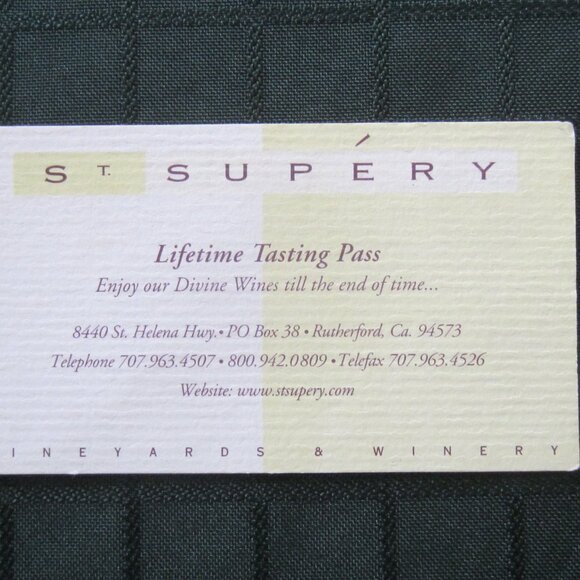 ST. SUPÉRY
Lifetime Tasting Pass
Enjoy our Divine Wines till the end of time...
8440 St. Helena Hwy. • PO Box 38 • Rutherford, Ca. 94573
Telephone 707.963.4507 • 800.942.0809 • Telefax 707.963.4526
Website: www.stsupery.com
INEYARDS & WINERY